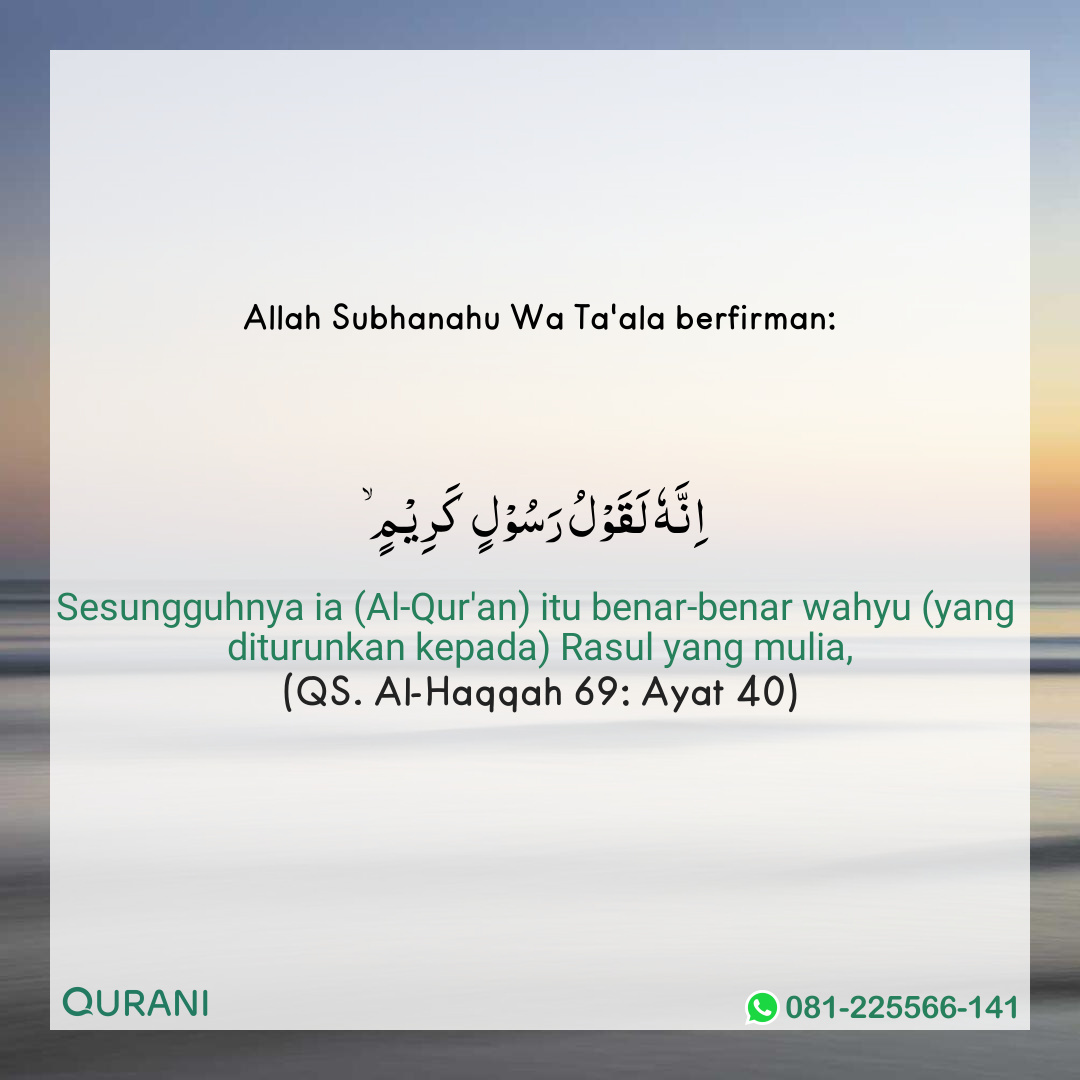 Allah Subhanahu Wa Ta'ala berfirman:
اِنَّهٗ لَقَوْلُ رَسُوْلٍ كَرِيْمٍۙ
Sesungguhnya ia (Al-Qur'an) itu benar-benar wahyu (yang
diturunkan kepada) Rasul yang mulia,
(QS. Al-Haqqah 69: Ayat 40)
QURANI
081-225566-141